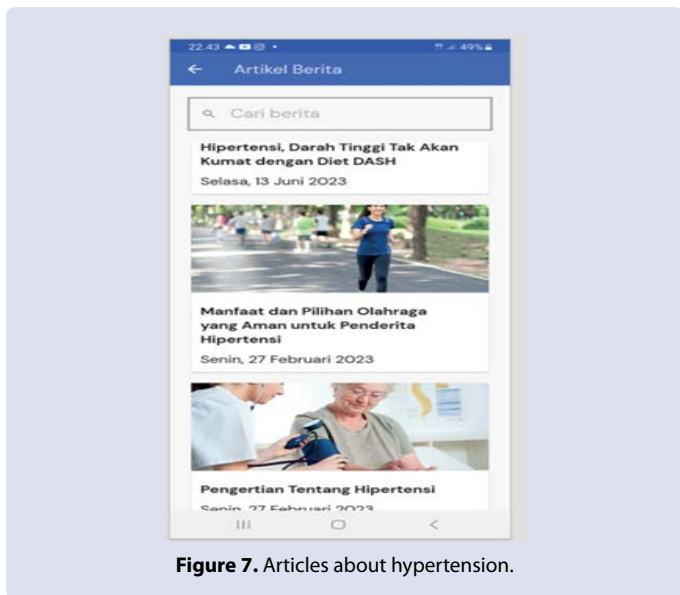 22.43
49%
Artikel Berita
Cari berita
Hipertensi, Darah Tinggi Tak Akan
Kumat dengan Diet DASH
Selasa, 13 Juni 2023
Manfaat dan Pilihan Olahraga
yang Aman untuk Penderita
Hipertensi
Senin, 27 Februari 2023
Pengertian Tentang Hipertensi
Senin, 27 Februari 2023
Figure 7. Articles about hypertension.